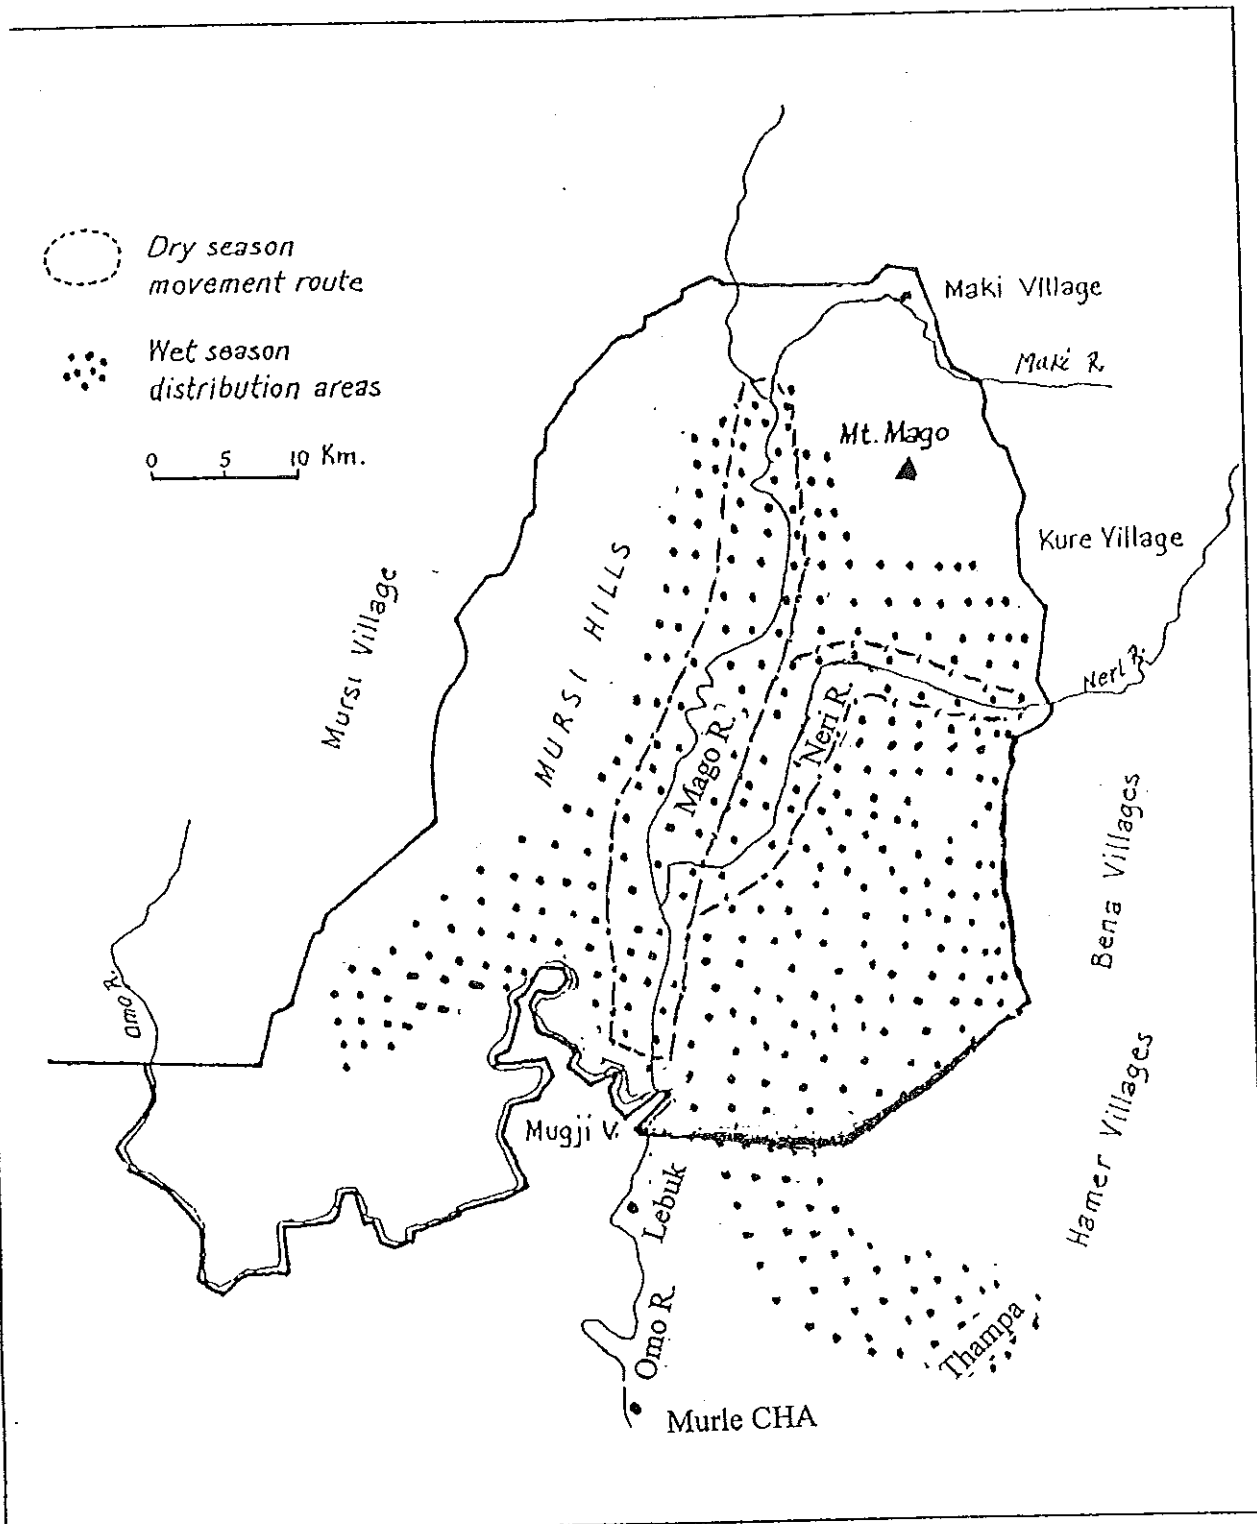 Dry season
movement route
Wet season
distribution areas
0 5 10 Km.
Maki Village
Maki R.
Mt. Mago
Kure Village
Neri R.
Mursi Village
MURSI HILLS
Mago R.
Neri R.
Bena Villages
Omo R.
Mugji V.
Lebuk
Hamer Villages
Omo R.
Thampa
Murle CHA